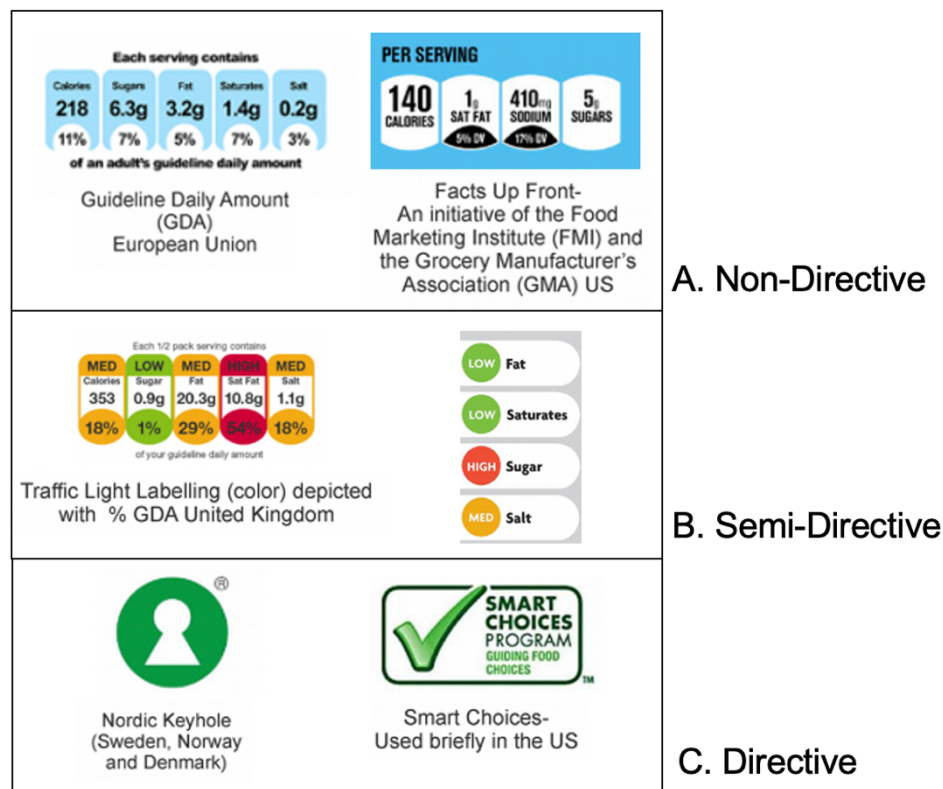 Each serving contains
Calories Sugars Fat Saturates Salt
218 6.3g 3.2g 1.4g 0.2g
11% 7% 5% 7% 3%
of an adult's guideline daily amount
Guideline Daily Amount
(GDA)
European Union
PER SERVING
140 CALORIES
1g SAT FAT 5% DV
410mg SODIUM 17% DV
5g SUGARS
Facts Up Front-
An initiative of the Food
Marketing Institute (FMI) and
the Grocery Manufacturer's
Association (GMA) US
A. Non-Directive
Each 1/2 pack serving contains
MED LOW MED HIGH MED
Calories Sugar Fat Sat Fat Salt
353 0.9g 20.3g 10.8g 1.1g
18% 1% 29% 54% 18%
of your guideline daily amount
Traffic Light Labelling (color) depicted
with % GDA United Kingdom
LOW Fat
LOW Saturates
HIGH Sugar
MED Salt
B. Semi-Directive
®
Nordic Keyhole
(Sweden, Norway
and Denmark)
SMART
CHOICES
PROGRAM
GUIDING FOOD
CHOICES
TM
Smart Choices-
Used briefly in the US
C. Directive